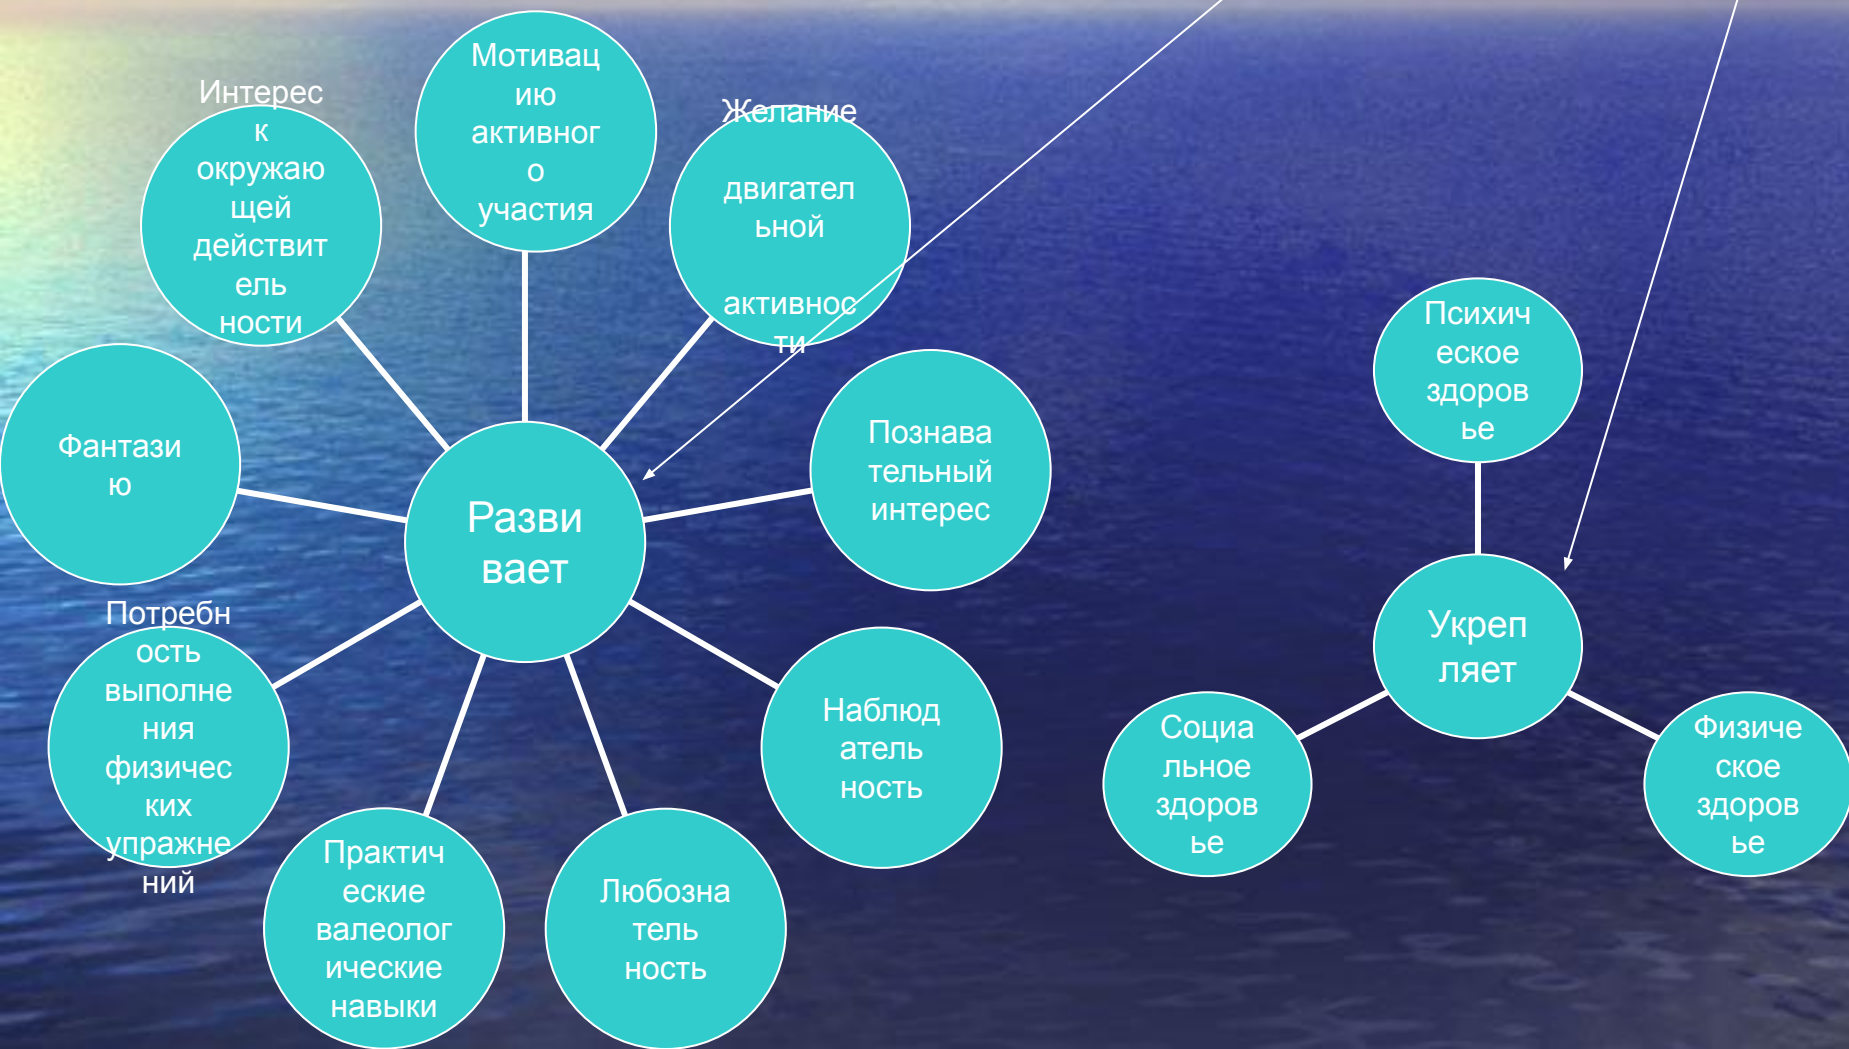 Мотивац
ию
активног
о
участия
Желание
двигател
ьной
активнос
ти
Познава
тельный
интерес
Наблюд
атель
ность
Любозна
тель
ность
Практич
еские
валеолог
ические
навыки
Потребн
ость
выполне
ния
физичес
ких
упражне
ний
Фантази
ю
Интерес
к
окружаю
щей
действит
ель
ности
Разви
вает
Психич
еское
здоров
ье
Укреп
ляет
Социа
льное
здоров
ье
Физиче
ское
здоров
ье